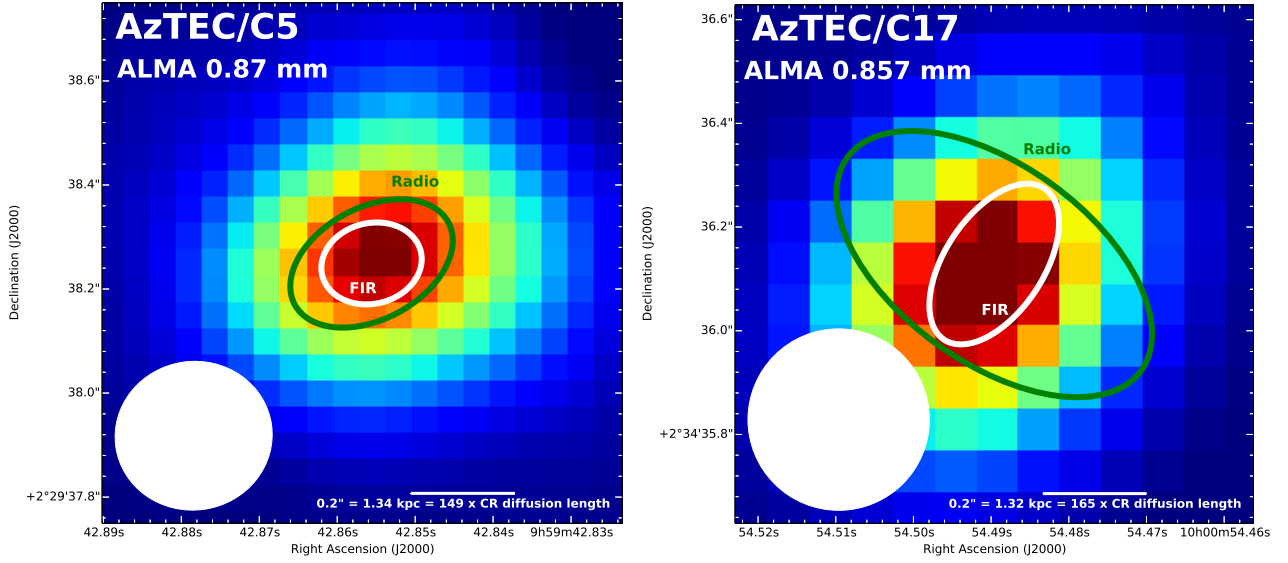 AzTEC/C5
ALMA 0.87 mm
38.6"
38.4"
38.2"
38.0"
+2°29'37.8"
Declination (J2000)
Radio
FIR
0.2" = 1.34 kpc = 149 x CR diffusion length
42.89s 42.88s 42.87s 42.86s 42.85s 42.84s 9h59m42.83s
Right Ascension (J2000)
AzTEC/C17
ALMA 0.857 mm
36.6"
36.4"
36.2"
36.0"
+2°34'35.8"
Declination (J2000)
Radio
FIR
0.2" = 1.32 kpc = 165 x CR diffusion length
54.52s 54.51s 54.50s 54.49s 54.48s 54.47s 10h00m54.46s
Right Ascension (J2000)